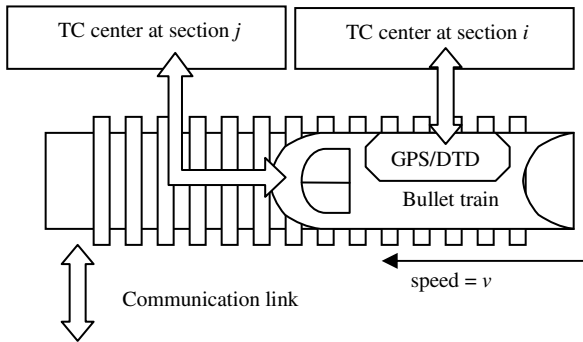 TC center at section j
TC center at section i
GPS/DTD
Bullet train
speed = v
Communication link